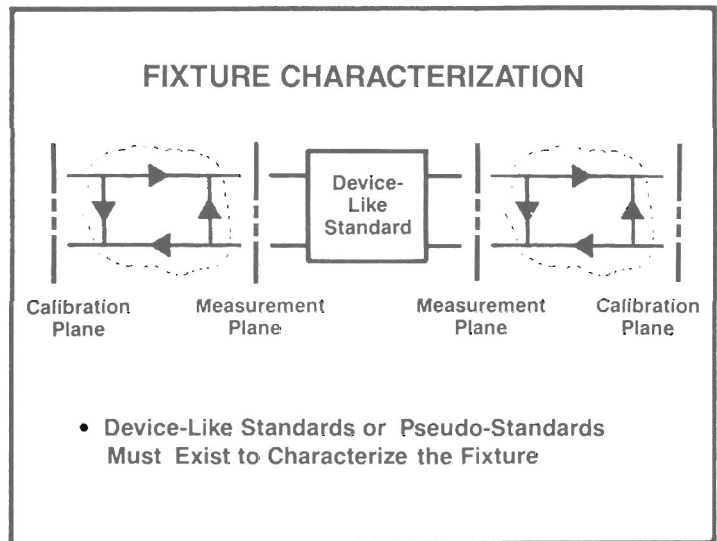 FIXTURE CHARACTERIZATION
Device-
Like
Standard
Calibration
Plane
Measurement
Plane
Measurement
Plane
Calibration
Plane
• Device-Like Standards or Pseudo-Standards
Must Exist to Characterize the Fixture